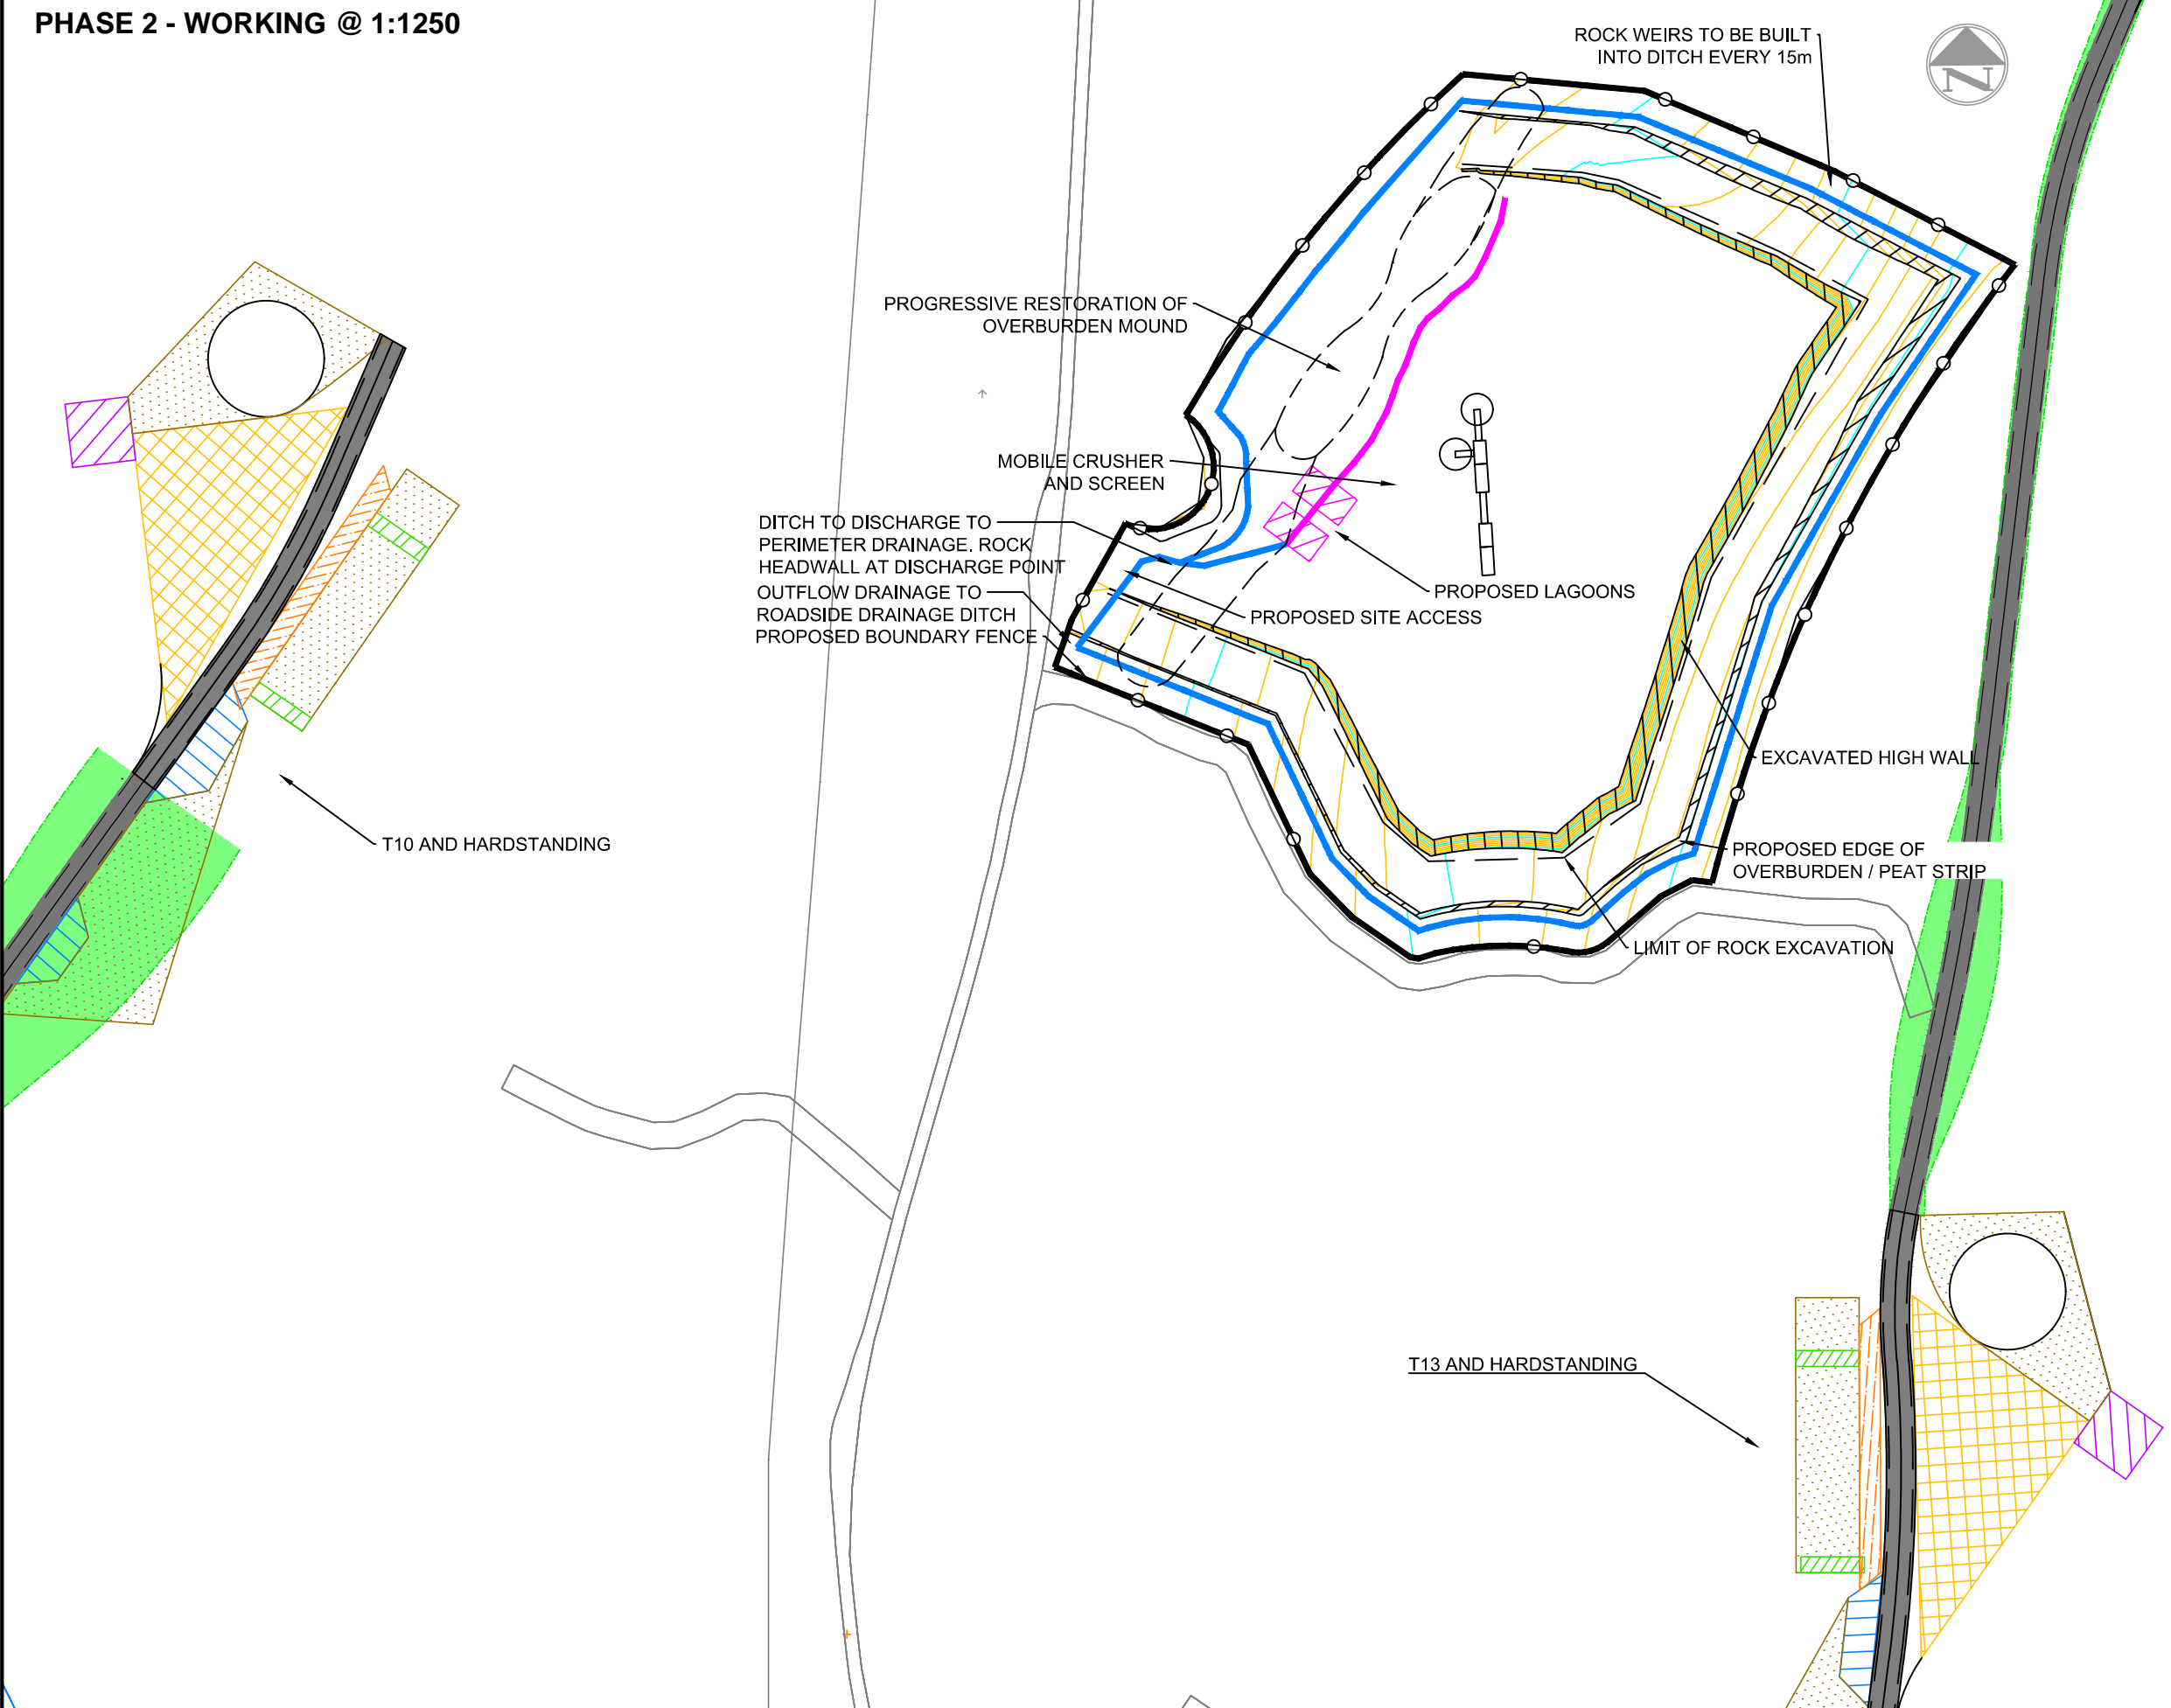 PHASE 2 - WORKING @ 1:1250
ROCK WEIRS TO BE BUILT
INTO DITCH EVERY 15m
N
PROGRESSIVE RESTORATION OF
OVERBURDEN MOUND
MOBILE CRUSHER
AND SCREEN
DITCH TO DISCHARGE TO
PERIMETER DRAINAGE. ROCK
HEADWALL AT DISCHARGE POINT
OUTFLOW DRAINAGE TO
ROADSIDE DRAINAGE DITCH
PROPOSED BOUNDARY FENCE
PROPOSED LAGOONS
PROPOSED SITE ACCESS
EXCAVATED HIGH WALL
T10 AND HARDSTANDING
PROPOSED EDGE OF
OVERBURDEN / PEAT STRIP
LIMIT OF ROCK EXCAVATION
T13 AND HARDSTANDING